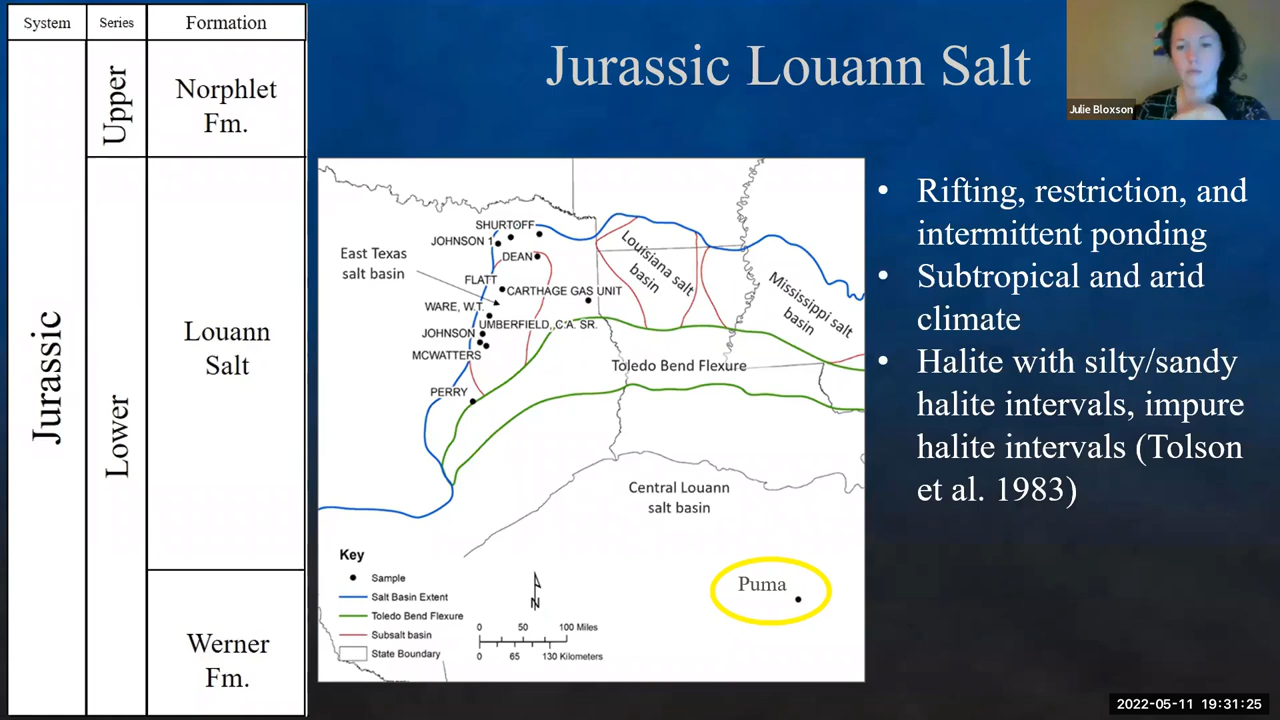 System Series Formation
Jurassic
Upper
Lower
Norphlet
Fm.
Louann
Salt
Werner
Fm.
Jurassic Louann Salt
Julie Bloxson
SHURTOFF
JOHNSON 1
DEAN
East Texas
salt basin
FLATT
CARTHAGE GAS UNIT
WARE, W.T.
UMBERFIELD,,C.A. SR.
JOHNSON
MCWATTERS
PERRY
Louisiana salt
basin
Mississippi salt
basin
Toledo Bend Flexure
Central Louann
salt basin
Puma
Key
Sample
Salt Basin Extent
Toledo Bend Flexure
Subsalt basin
State Boundary
N
0 50 100 Miles
0 65 130 Kilometers
• Rifting, restriction, and
intermittent ponding
• Subtropical and arid
climate
• Halite with silty/sandy
halite intervals, impure
halite intervals (Tolson
et al. 1983)
2022-05-11 19:31:25